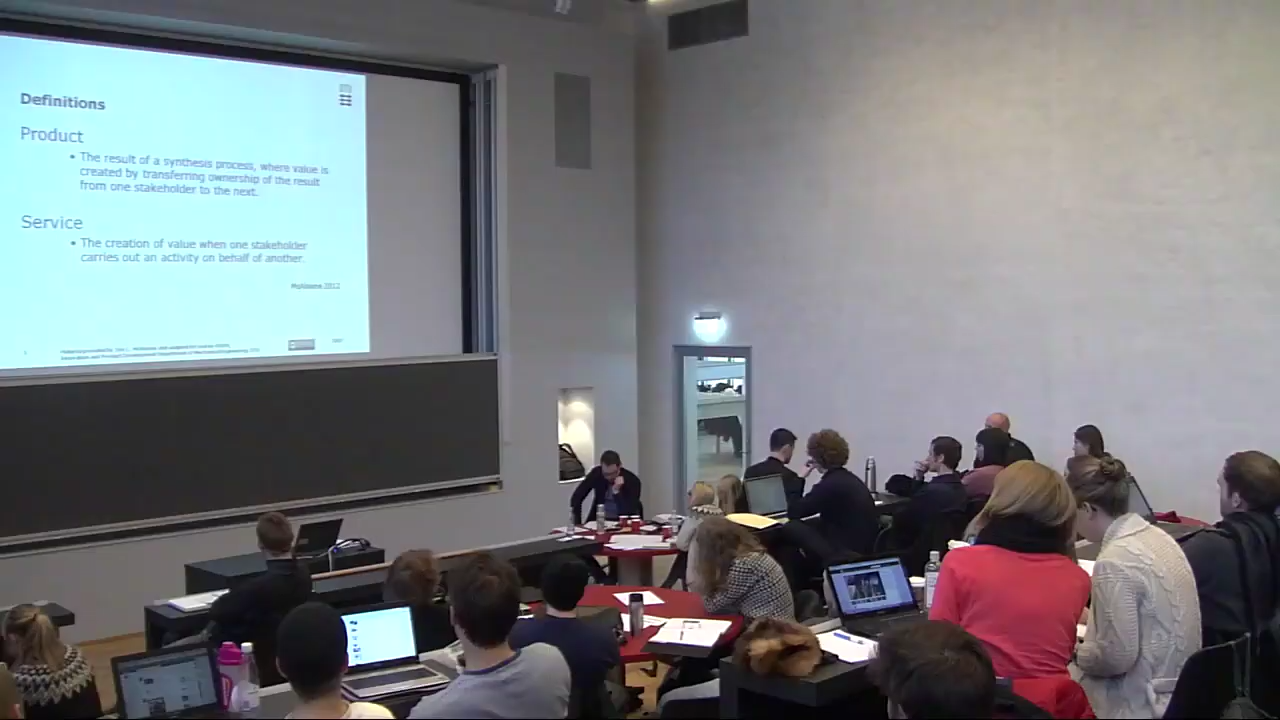 Definitions
Product
• The result of a synthesis process, where value is
created by transferring ownership of the result
from one stakeholder to the next.
Service
• The creation of value when one stakeholder
carries out an activity on behalf of another.
McAloone 2012